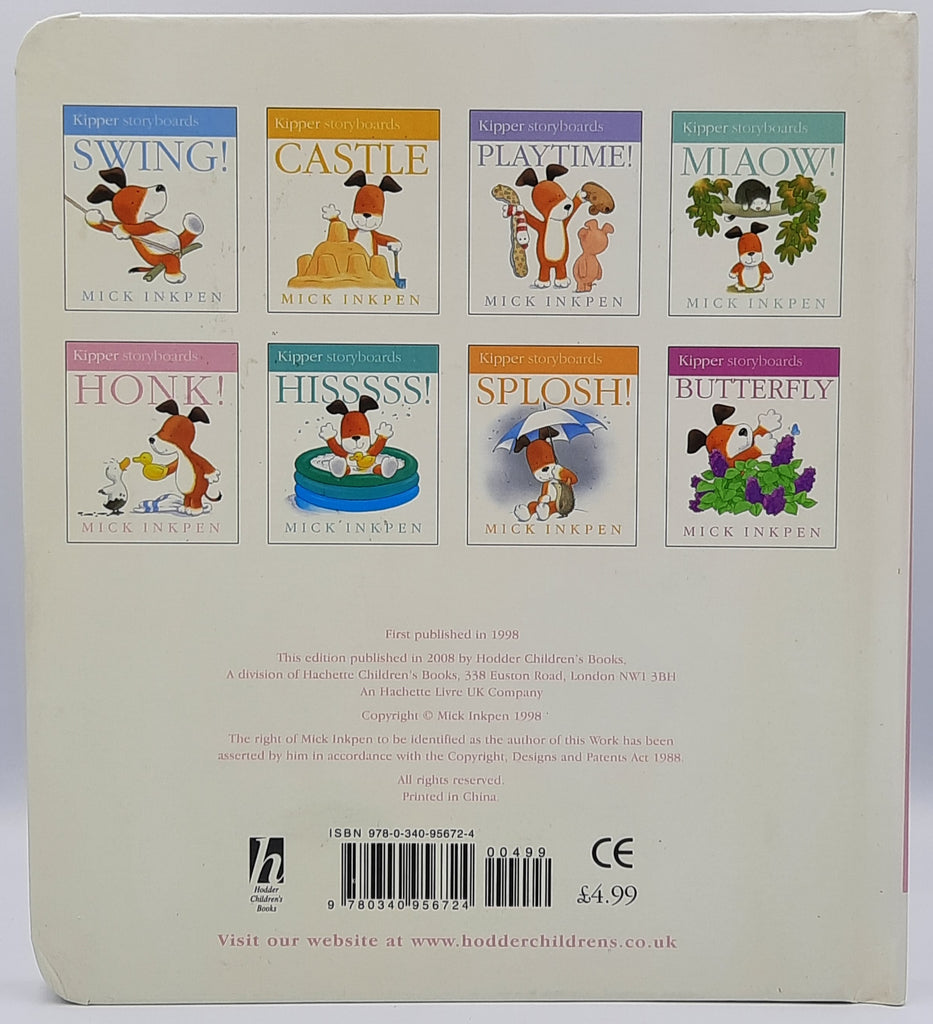 Kipper storyboards
SWING!
MICK INKPEN
Kipper storyboards
CASTLE
MICK INKPEN
Kipper storyboards
PLAYTIME!
MICK INKPEN
Kipper storyboards
MIAOW!
MICK INKPEN
Kipper storyboards
HONK!
MICK INKPEN
Kipper storyboards
HISSSSS!
MICK INKPEN
Kipper storyboards
SPLOSH!
MICK INKPEN
Kipper storyboards
BUTTERFLY
MICK INKPEN
First published in 1998
This edition published in 2008 by Hodder Children's Books,
A division of Hachette Children's Books, 338 Euston Road, London NW1 3BH
An Hachette Livre UK Company
Copyright © Mick Inkpen 1998
The right of Mick Inkpen to be identified as the author of this Work has been
asserted by him in accordance with the Copyright, Designs and Patents Act 1988.
All rights reserved.
Printed in China.
h
Hodder
Children's
Books
ISBN 978-0-340-95672-4
00499
9 780340 956724
CE
£4.99
Visit our website at www.hodderchildrens.co.uk